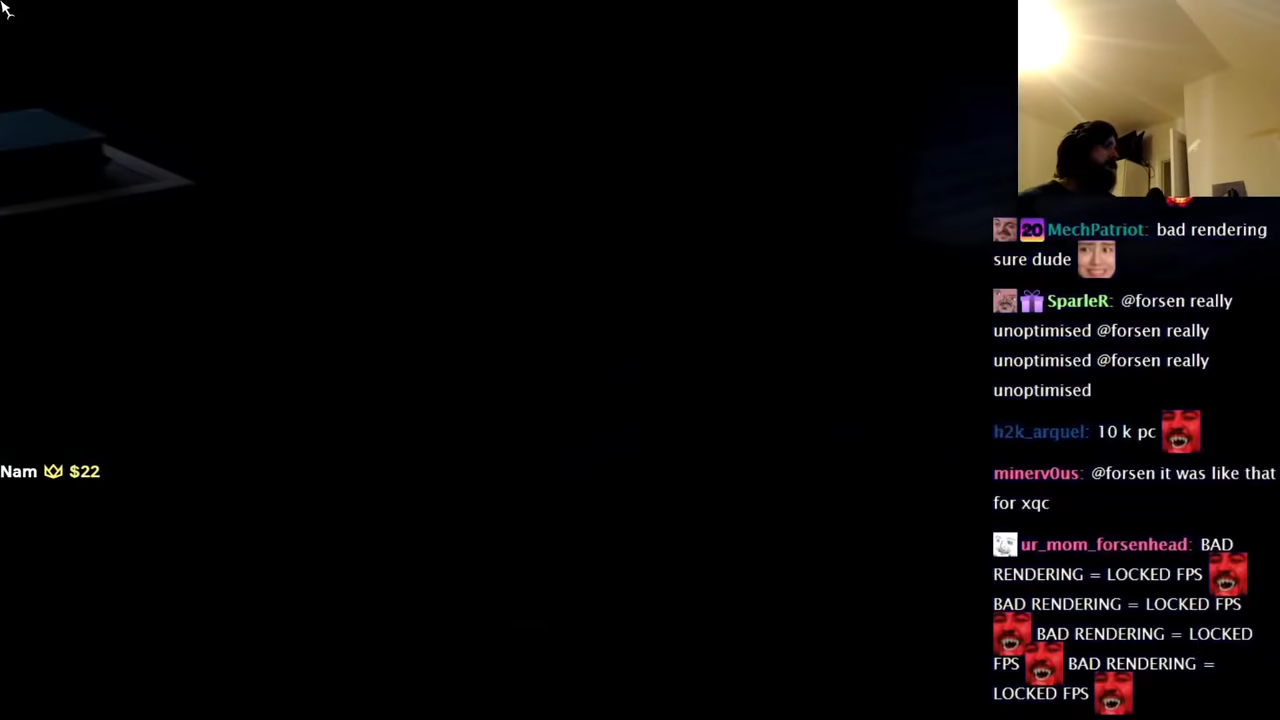 20 MechPatriot: bad rendering
sure dude
SparleR: @forsen really
unoptimised @forsen really
unoptimised @forsen really
unoptimised
h2k_arquel: 10 k pc
Nam $22
minerv0us: @forsen it was like that
for xqc
ur_mom_forsenhead: BAD
RENDERING = LOCKED FPS
BAD RENDERING = LOCKED FPS
BAD RENDERING = LOCKED
FPS BAD RENDERING =
LOCKED FPS